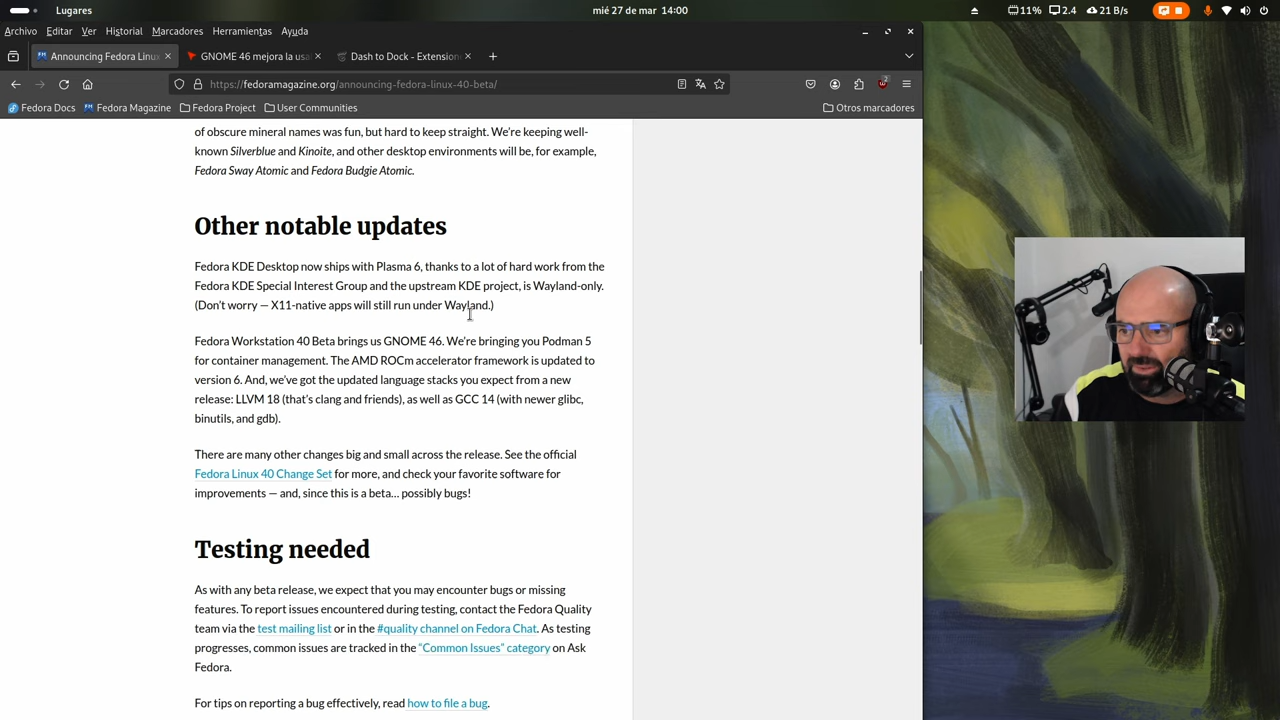 Lugares
mié 27 de mar 14:00
11% 2.4 21 B/s
Archivo Editar Ver Historial Marcadores Herramientas Ayuda
Announcing Fedora Linux
GNOME 46 mejora la usa
Dash to Dock - Extension
https://fedoramagazine.org/announcing-fedora-linux-40-beta/
2
Fedora Docs Fedora Magazine Fedora Project User Communities Otros marcadores
of obscure mineral names was fun, but hard to keep straight. We’re keeping well-
known Silverblue and Kinoite, and other desktop environments will be, for example,
Fedora Sway Atomic and Fedora Budgie Atomic.
Other notable updates
Fedora KDE Desktop now ships with Plasma 6, thanks to a lot of hard work from the
Fedora KDE Special Interest Group and the upstream KDE project, is Wayland-only.
(Don’t worry — X11-native apps will still run under Wayland.)
Fedora Workstation 40 Beta brings us GNOME 46. We’re bringing you Podman 5
for container management. The AMD ROCm accelerator framework is updated to
version 6. And, we’ve got the updated language stacks you expect from a new
release: LLVM 18 (that’s clang and friends), as well as GCC 14 (with newer glibc,
binutils, and gdb).
There are many other changes big and small across the release. See the official
Fedora Linux 40 Change Set for more, and check your favorite software for
improvements — and, since this is a beta… possibly bugs!
Testing needed
As with any beta release, we expect that you may encounter bugs or missing
features. To report issues encountered during testing, contact the Fedora Quality
team via the test mailing list or in the #quality channel on Fedora Chat. As testing
progresses, common issues are tracked in the “Common Issues” category on Ask
Fedora.
For tips on reporting a bug effectively, read how to file a bug.